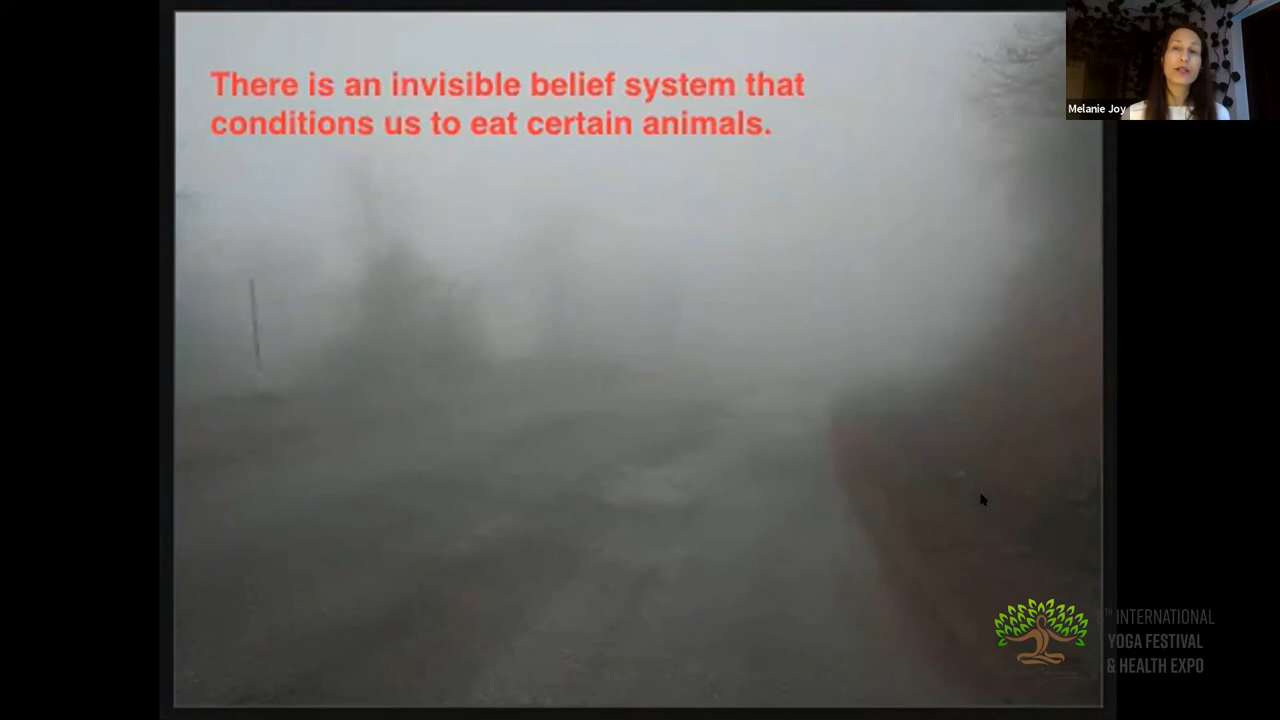 There is an invisible belief system that
conditions us to eat certain animals.
Melanie Joy
TH INTERNATIONAL
YOGA FESTIVAL
& HEALTH EXPO